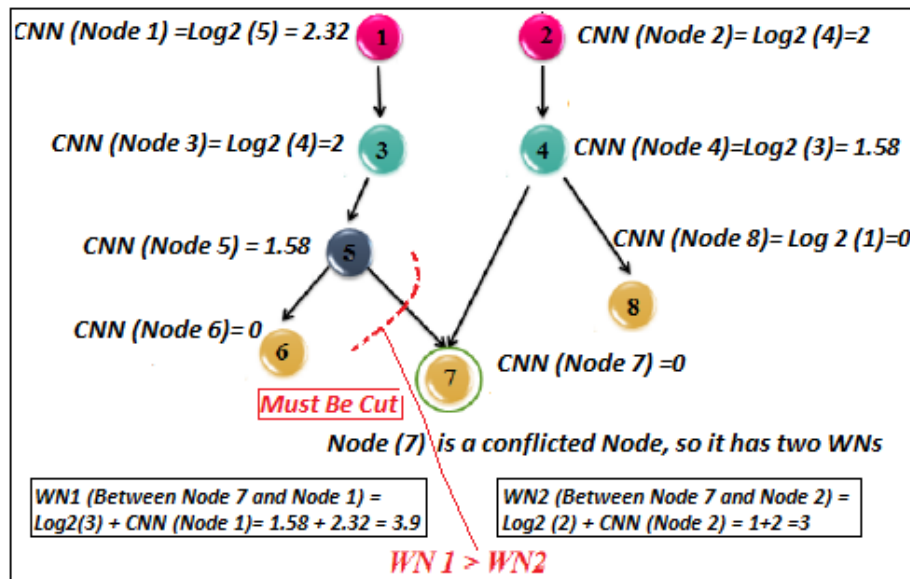 CNN (Node 1) =Log2 (5) = 2.32
1
2
CNN (Node 2)= Log2 (4)=2
CNN (Node 3)= Log2 (4)=2
3
4
CNN (Node 4)=Log2 (3)= 1.58
CNN (Node 5) = 1.58
5
CNN (Node 8)= Log 2 (1)=0
8
CNN (Node 6)= 0
6
7
CNN (Node 7) =0
Must Be Cut
Node (7) is a conflicted Node, so it has two WNs
WN1 (Between Node 7 and Node 1) =
Log2(3) + CNN (Node 1)= 1.58 + 2.32 = 3.9
WN2 (Between Node 7 and Node 2) =
Log2 (2) + CNN (Node 2) = 1+2 =3
WN 1 > WN2